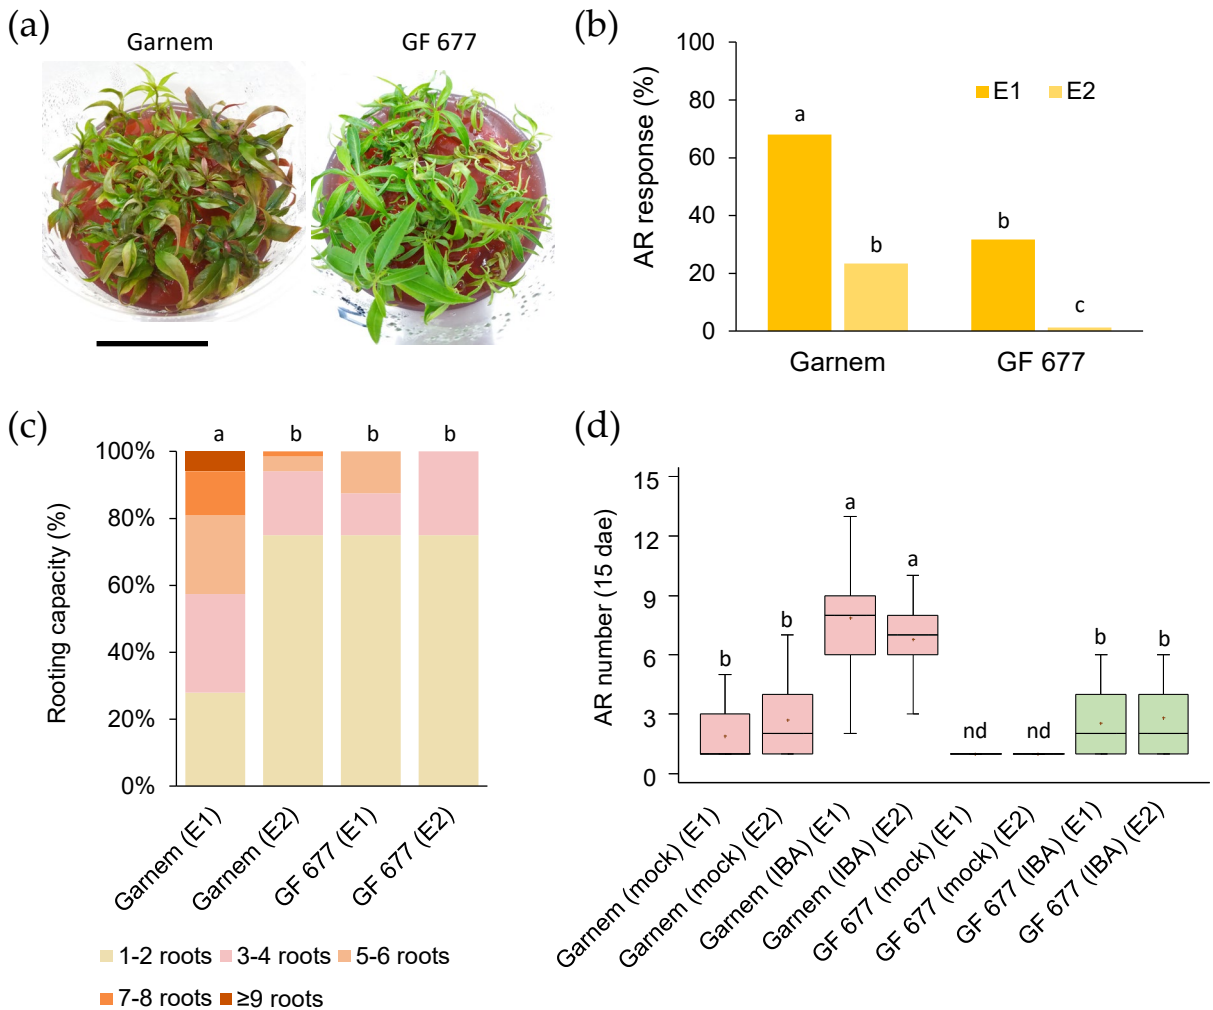 (a)
Garnem
GF 677
(b)
AR response (%)
100
80
60
40
20
0
E1 E2
a
b
b
c
Garnem
GF 677
(c)
Rooting capacity (%)
100%
80%
60%
40%
20%
0%
a
b
b
b
Garnem (E1)
Garnem (E2)
GF 677 (E1)
GF 677 (E2)
1-2 roots 3-4 roots 5-6 roots
7-8 roots ≥9 roots
(d)
AR number (15 dae)
15
12
9
6
3
0
b
b
a
a
nd
nd
b
b
Garnem (mock) (E1)
Garnem (mock) (E2)
Garnem (IBA) (E1)
Garnem (IBA) (E2)
GF 677 (mock) (E1)
GF 677 (mock) (E2)
GF 677 (IBA) (E1)
GF 677 (IBA) (E2)